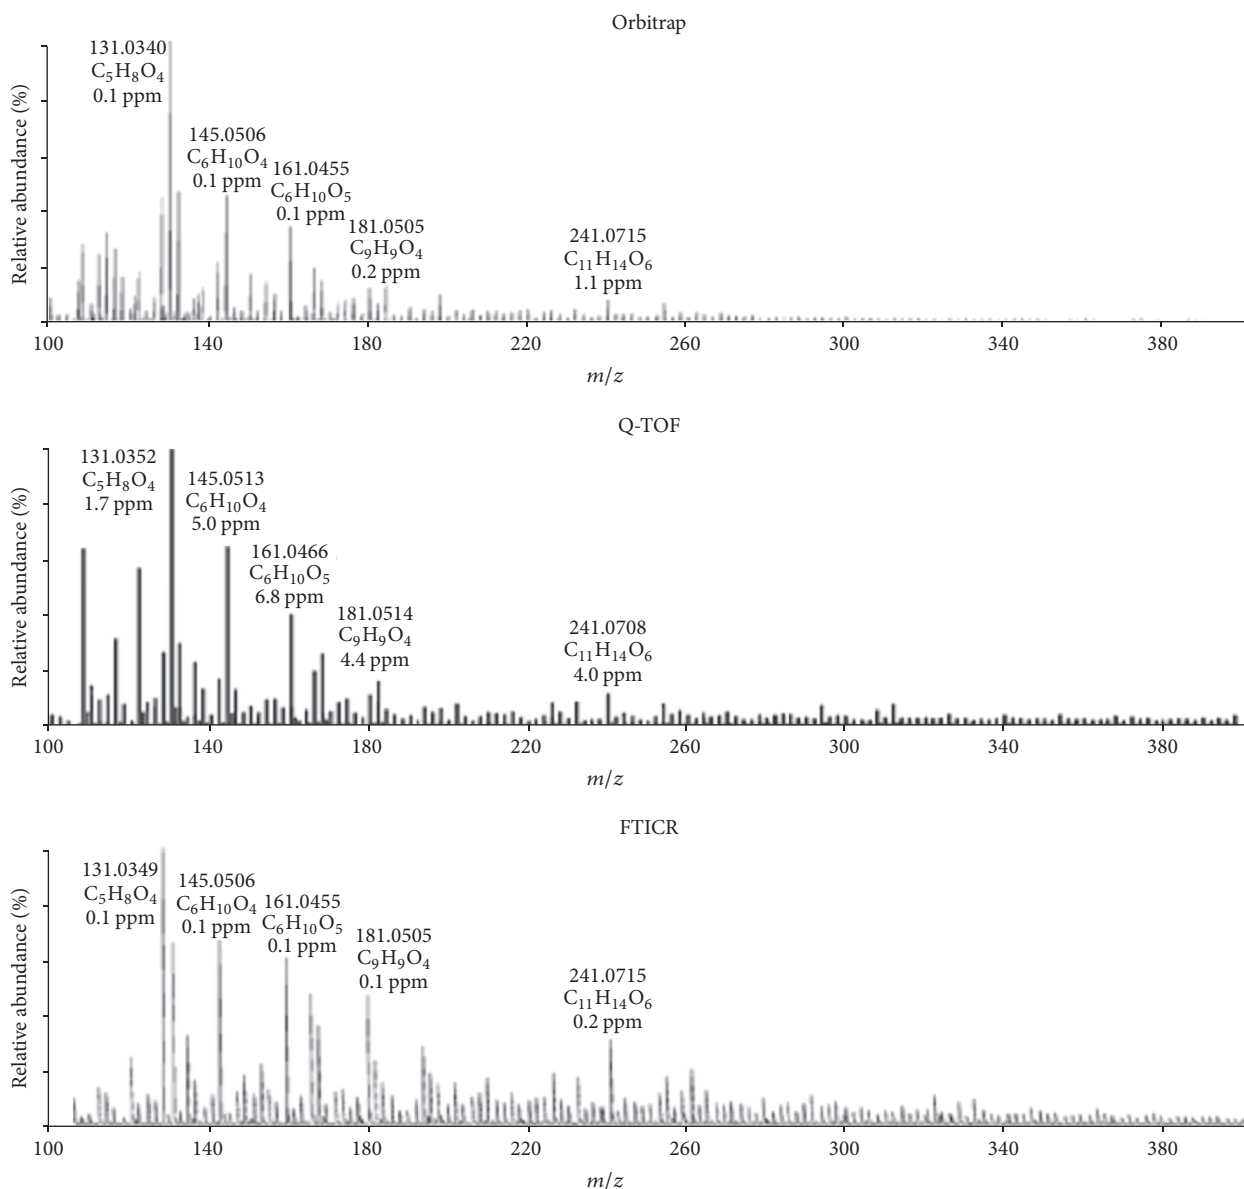 Orbitrap
Relative abundance (%)
131.0340
C₅H₈O₄
0.1 ppm
145.0506
C₆H₁₀O₄
0.1 ppm
161.0455
C₆H₁₀O₅
0.1 ppm
181.0505
C₉H₉O₄
0.2 ppm
241.0715
C₁₁H₁₄O₆
1.1 ppm
100 140 180 220 260 300 340 380
m/z
Q-TOF
Relative abundance (%)
131.0352
C₅H₈O₄
1.7 ppm
145.0513
C₆H₁₀O₄
5.0 ppm
161.0466
C₆H₁₀O₅
6.8 ppm
181.0514
C₉H₉O₄
4.4 ppm
241.0708
C₁₁H₁₄O₆
4.0 ppm
100 140 180 220 260 300 340 380
m/z
FTICR
Relative abundance (%)
131.0349
C₅H₈O₄
0.1 ppm
145.0506
C₆H₁₀O₄
0.1 ppm
161.0455
C₆H₁₀O₅
0.1 ppm
181.0505
C₉H₉O₄
0.1 ppm
241.0715
C₁₁H₁₄O₆
0.2 ppm
100 140 180 220 260 300 340 380
m/z